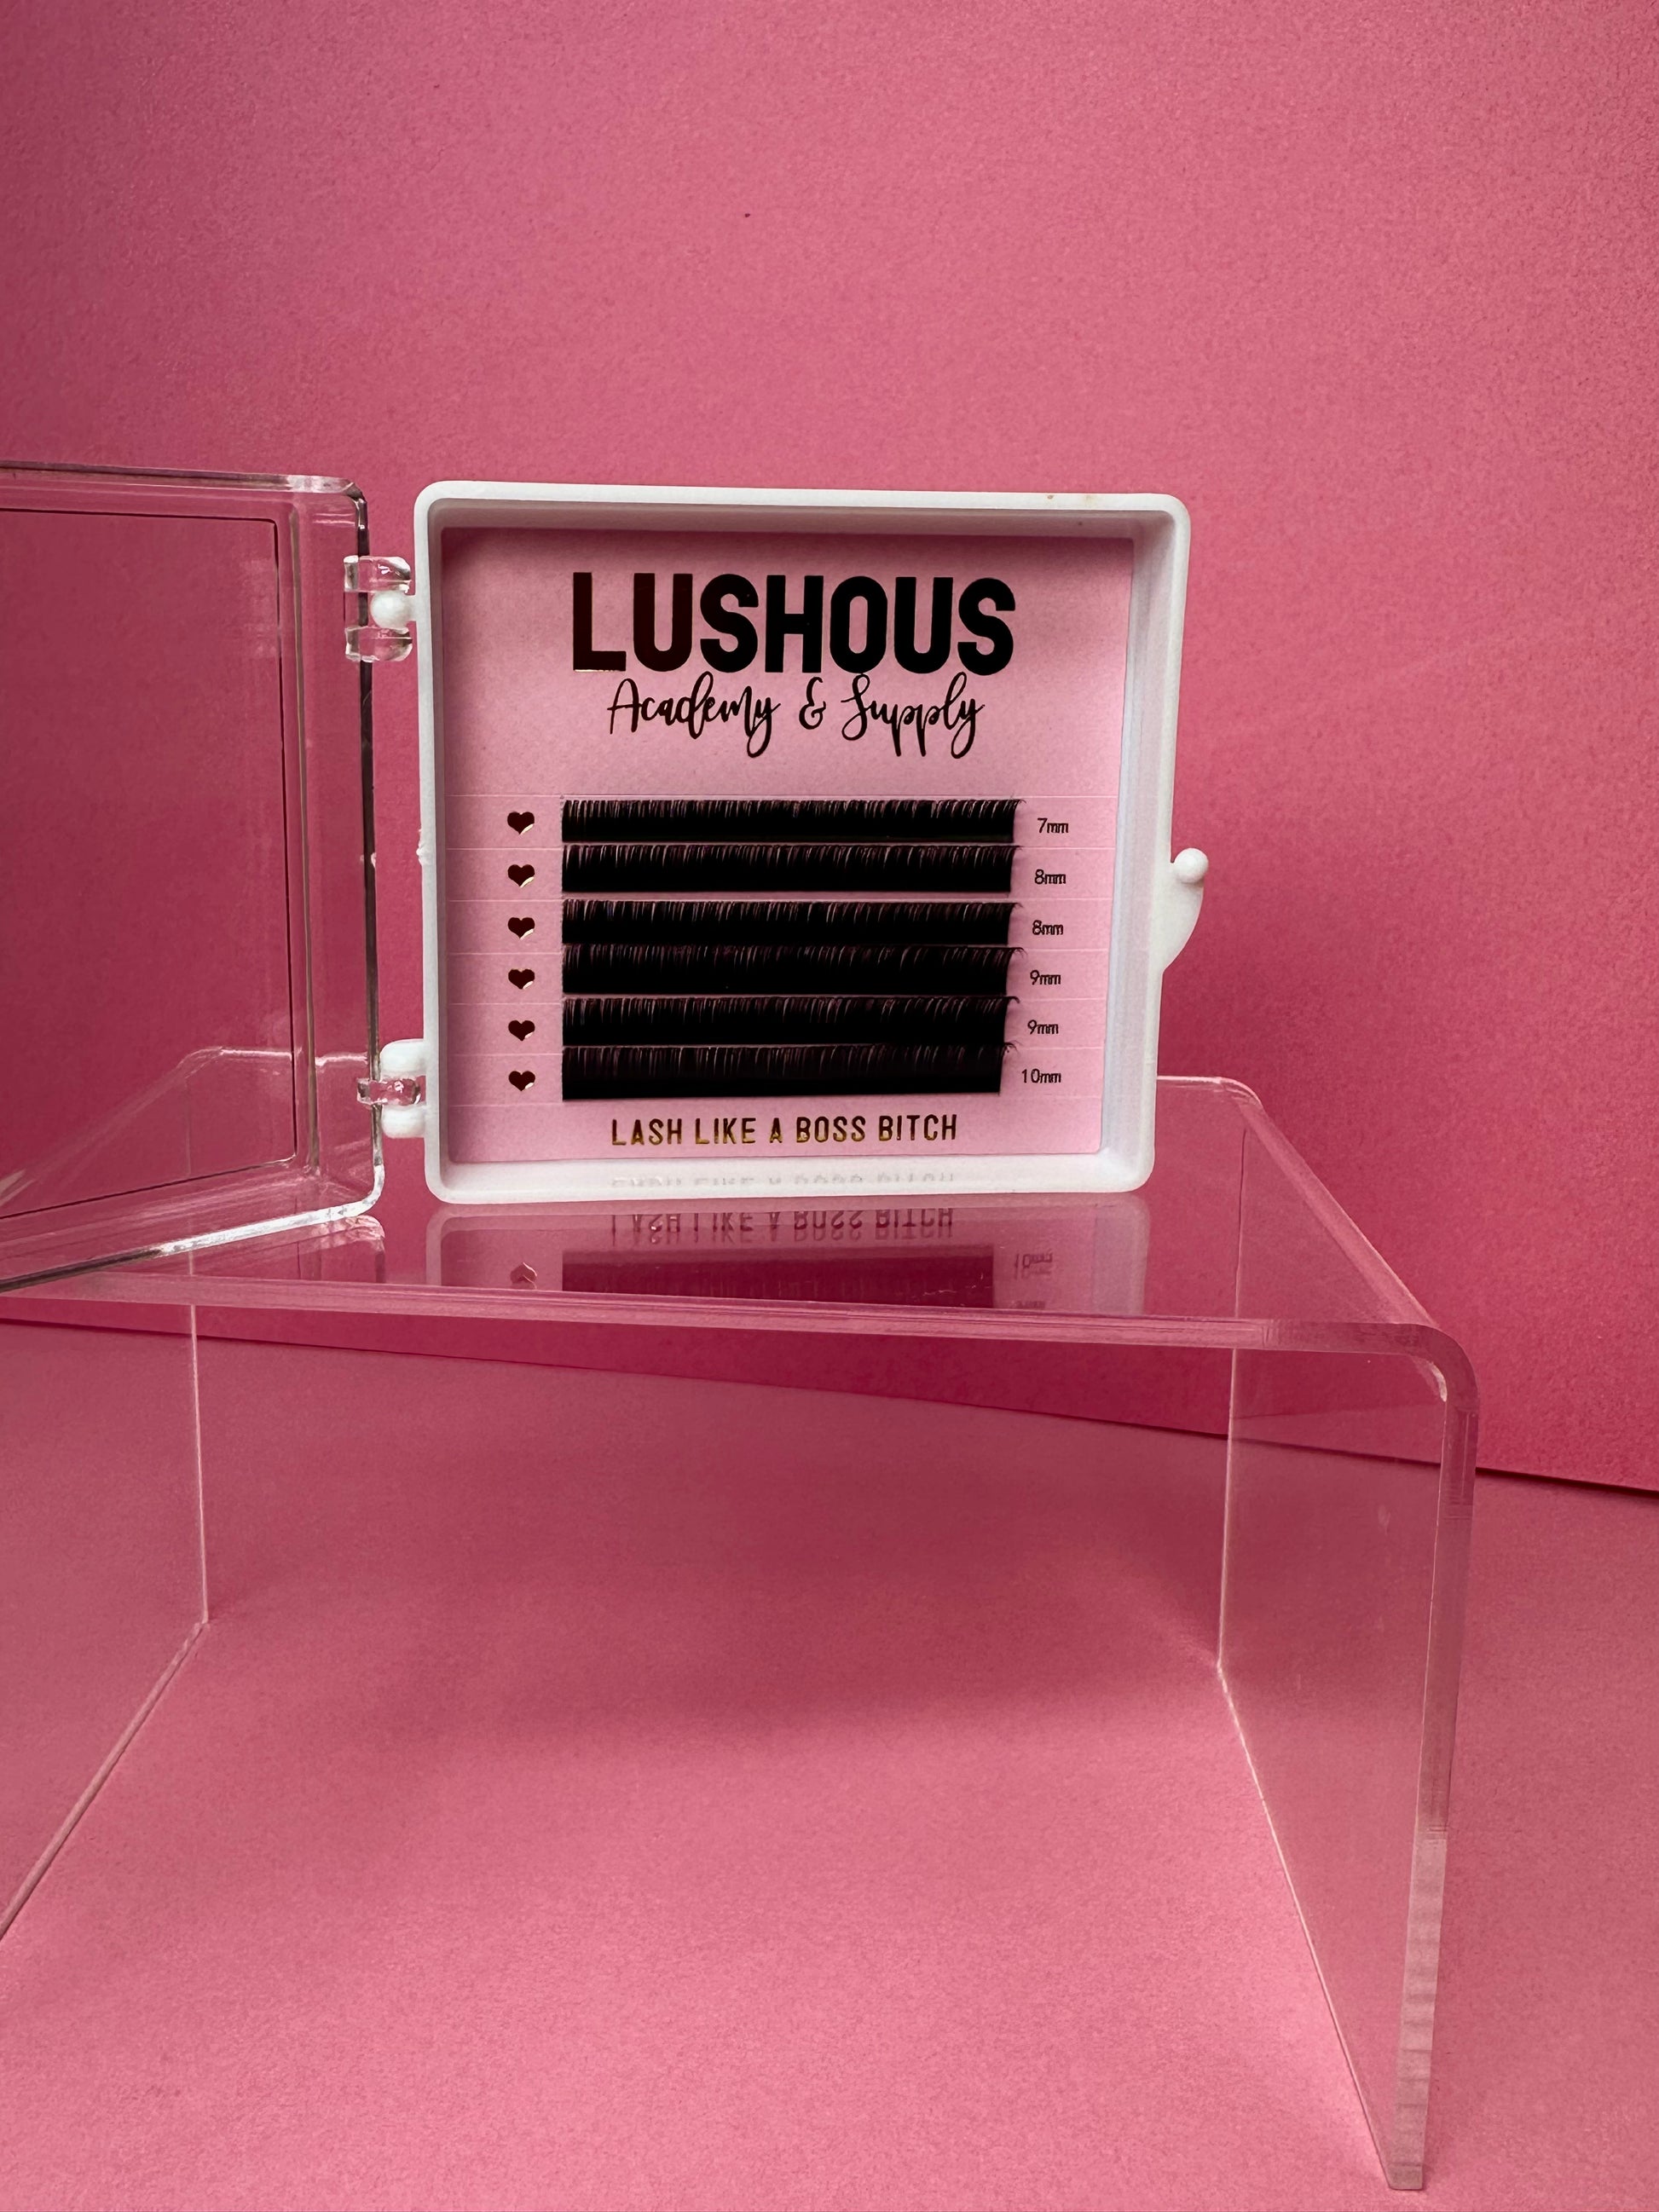 LUSHOUS
Academy & Supply
7mm
8mm
8mm
9mm
9mm
10mm
LASH LIKE A BOSS BITCH